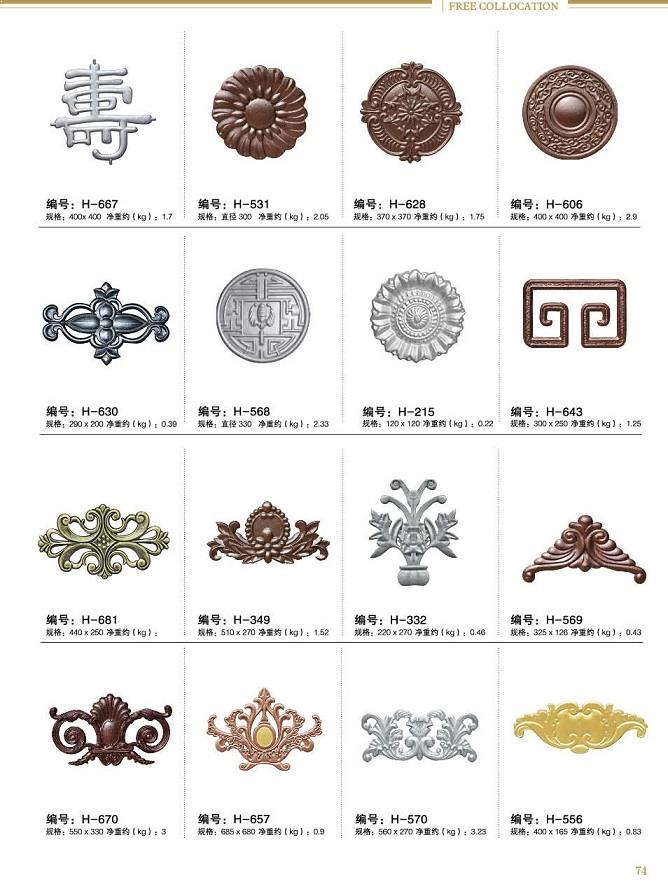 FREE COLLOCATION
壽
编号：H-667
规格：400x 400 净重约（kg）：1.7
编号：H-531
规格：直径 300 净重约（kg）：2.05
编号：H-628
规格：370 x 370 净重约（kg）：1.75
编号：H-606
规格：400 x 400 净重约（kg）：2.9
编号：H-630
规格：290 x 200 净重约（kg）：0.39
编号：H-568
规格：直径 330 净重约（kg）：2.33
编号：H-215
规格：120 x 120 净重约（kg）：0.22
编号：H-643
规格：300 x 250 净重约（kg）：1.25
编号：H-681
规格：440 x 250 净重约（kg）：
编号：H-349
规格：510 x 270 净重约（kg）：1.52
编号：H-332
规格：220 x 270 净重约（kg）：0.46
编号：H-569
规格：325 x 126 净重约（kg）：0.43
编号：H-670
规格：550 x 330 净重约（kg）：3
编号：H-657
规格：685 x 680 净重约（kg）：0.9
编号：H-570
规格：560 x 270 净重约（kg）：3.23
编号：H-556
规格：400 x 165 净重约（kg）：0.83
74